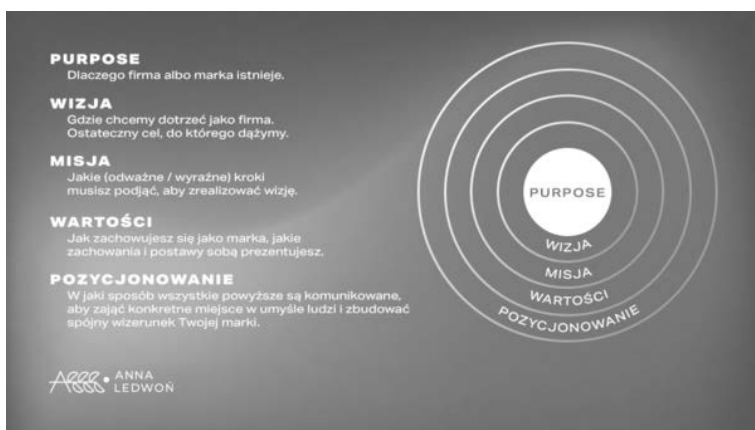 PURPOSE
Dlaczego firma albo marka istnieje.
WIZJA
Gdzie chcemy dotrzeć jako firma.
Ostateczny cel, do którego dążymy.
MISJA
Jakie (odważne / wyraźne) kroki
musisz podjąć, aby zrealizować wizję.
WARTOŚCI
Jak zachowujesz się jako marka, jakie
zachowania i postawy sobą prezentujesz.
POZYCJONOWANIE
W jaki sposób wszystkie powyższe są komunikowane,
aby zająć konkretne miejsce w umyśle ludzi i zbudować
spójny wizerunek Twojej marki.
ANNA
LEDWOŃ
PURPOSE
WIZJA
MISJA
WARTOŚCI
POZYCJONOWANIE